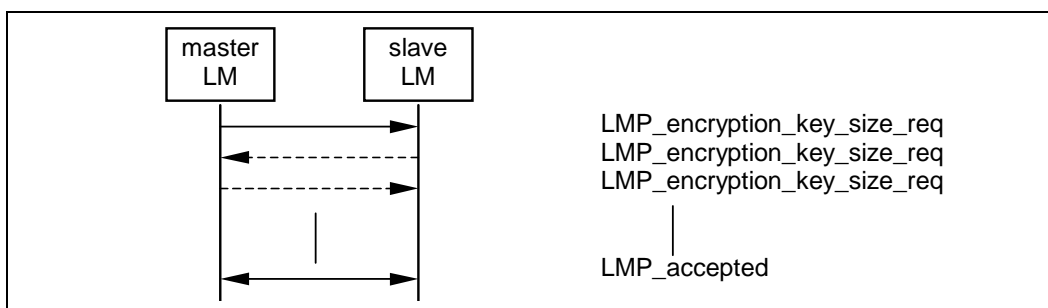 master
LM
slave
LM
LMP_encryption_key_size_req
LMP_encryption_key_size_req
LMP_encryption_key_size_req
LMP_accepted